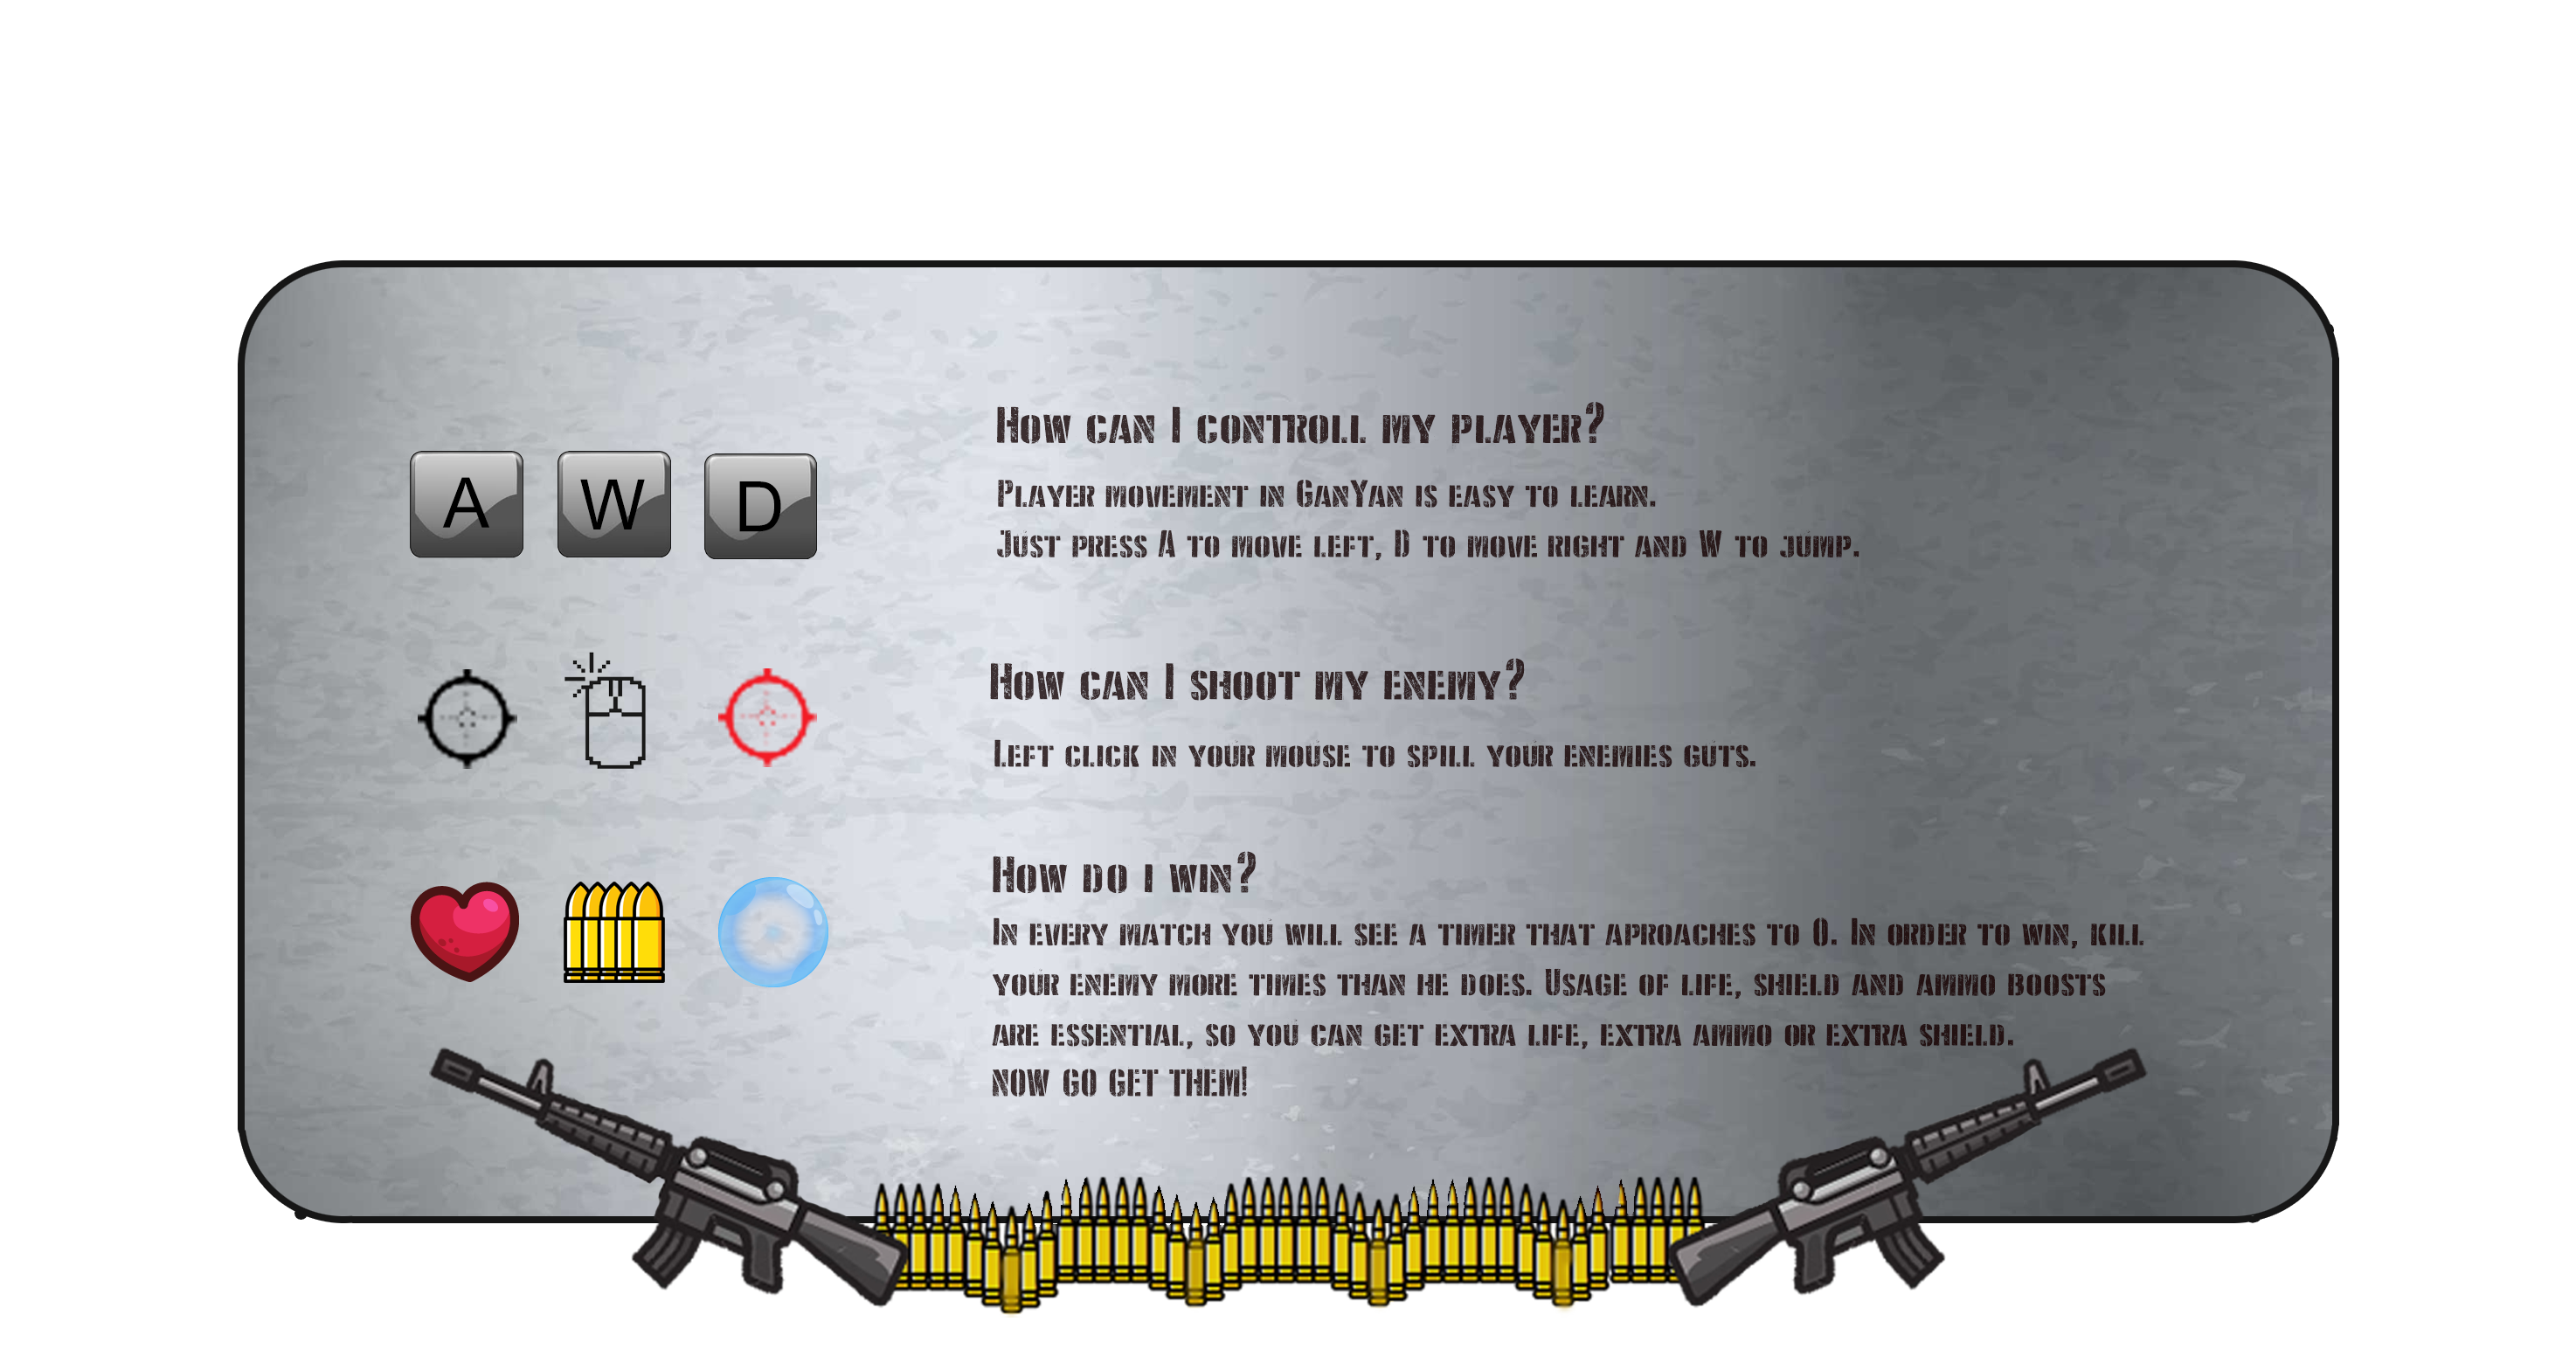 How can I controll my player?
A W D
Player movement in GanYan is easy to learn.
Just press A to move left, D to move right and W to jump.
How can I shoot my enemy?
Left click in your mouse to spill your enemies guts.
How do i win?
In every match you will see a timer that aproaches to 0. In order to win, kill
your enemy more times than he does. Usage of life, shield and ammo boosts
are essential, so you can get extra life, extra ammo or extra shield.
now go get them!